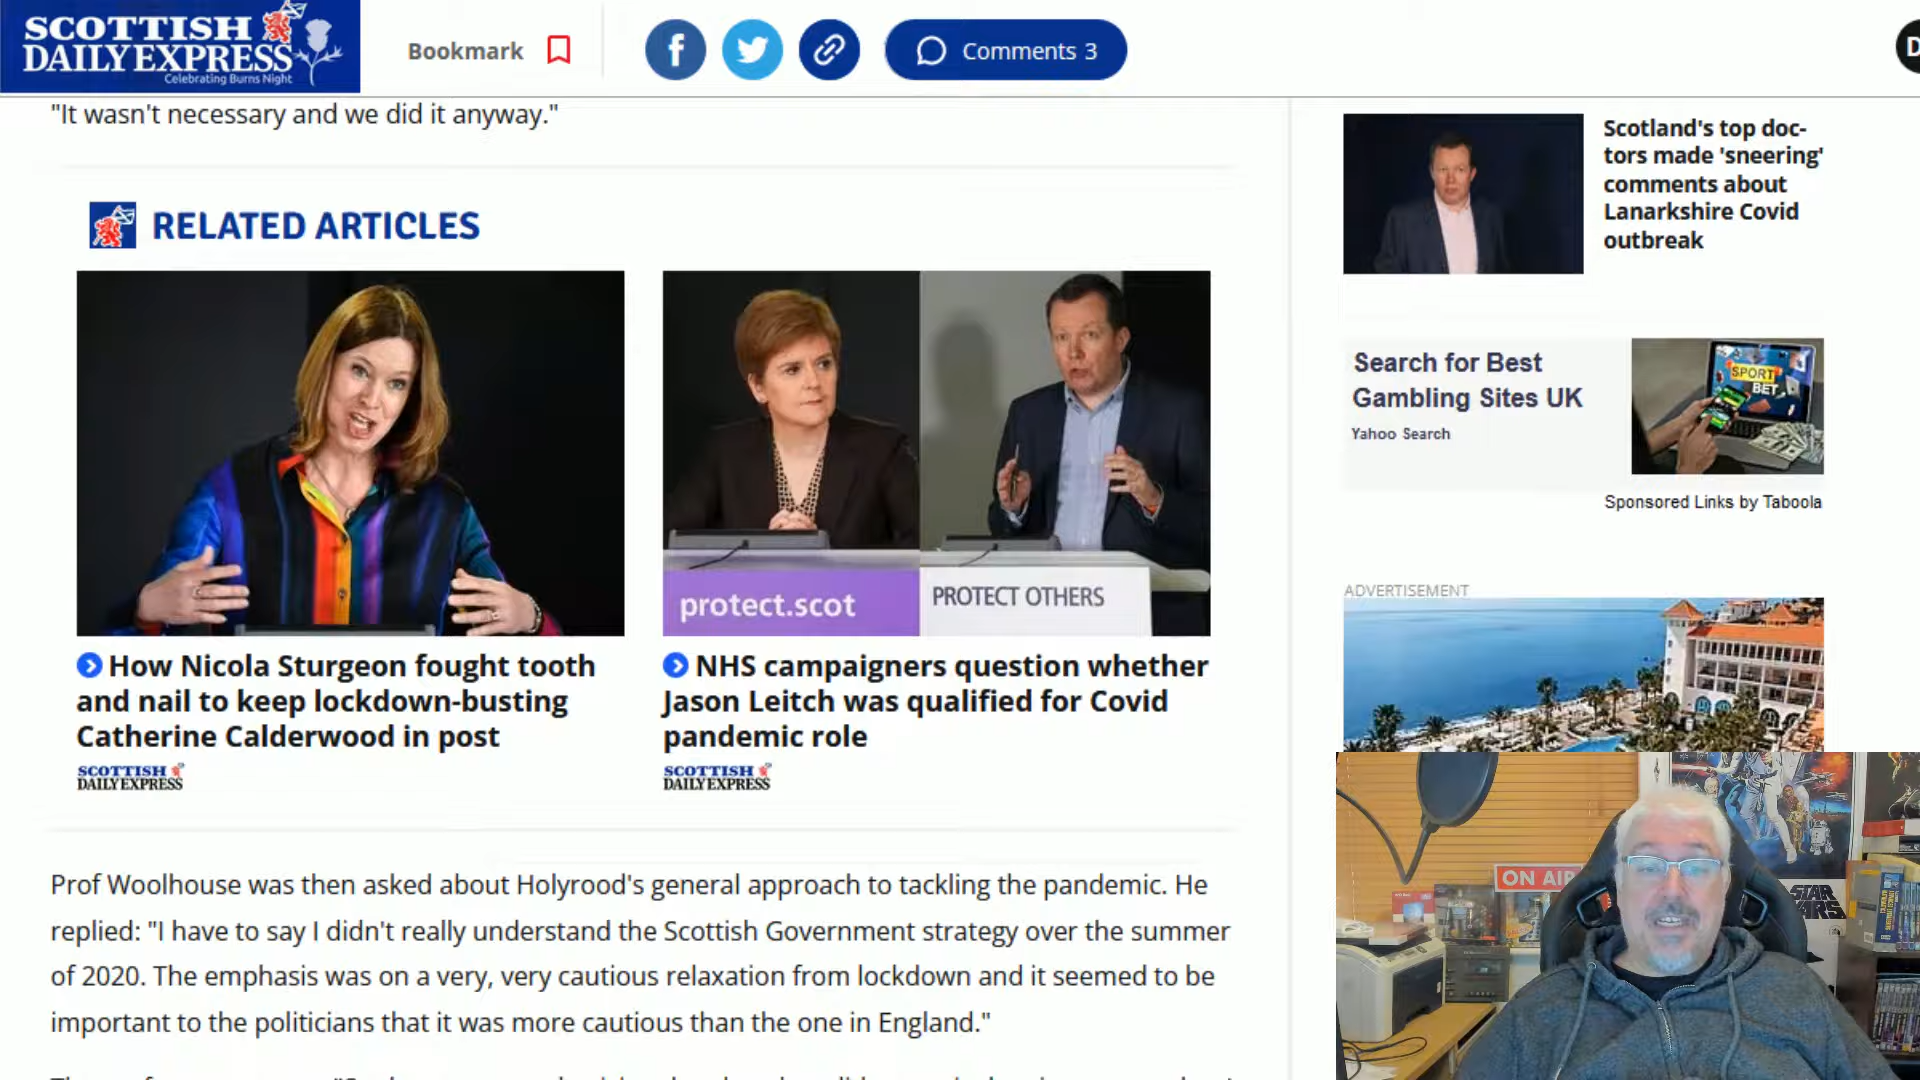 SCOTTISH
DAILY EXPRESS
Celebrating Burns Night
Bookmark
f
Comments 3
D
"It wasn't necessary and we did it anyway."
RELATED ARTICLES
protect.scot
PROTECT OTHERS
How Nicola Sturgeon fought tooth
and nail to keep lockdown-busting
Catherine Calderwood in post
SCOTTISH
DAILY EXPRESS
NHS campaigners question whether
Jason Leitch was qualified for Covid
pandemic role
SCOTTISH
DAILY EXPRESS
Prof Woolhouse was then asked about Holyrood's general approach to tackling the pandemic. He
replied: "I have to say I didn't really understand the Scottish Government strategy over the summer
of 2020. The emphasis was on a very, very cautious relaxation from lockdown and it seemed to be
important to the politicians that it was more cautious than the one in England."
Scotland's top doc-
tors made 'sneering'
comments about
Lanarkshire Covid
outbreak
Search for Best
Gambling Sites UK
Yahoo Search
SPORT
BET
Sponsored Links by Taboola
ADVERTISEMENT
ON AIR
STAR
WARS